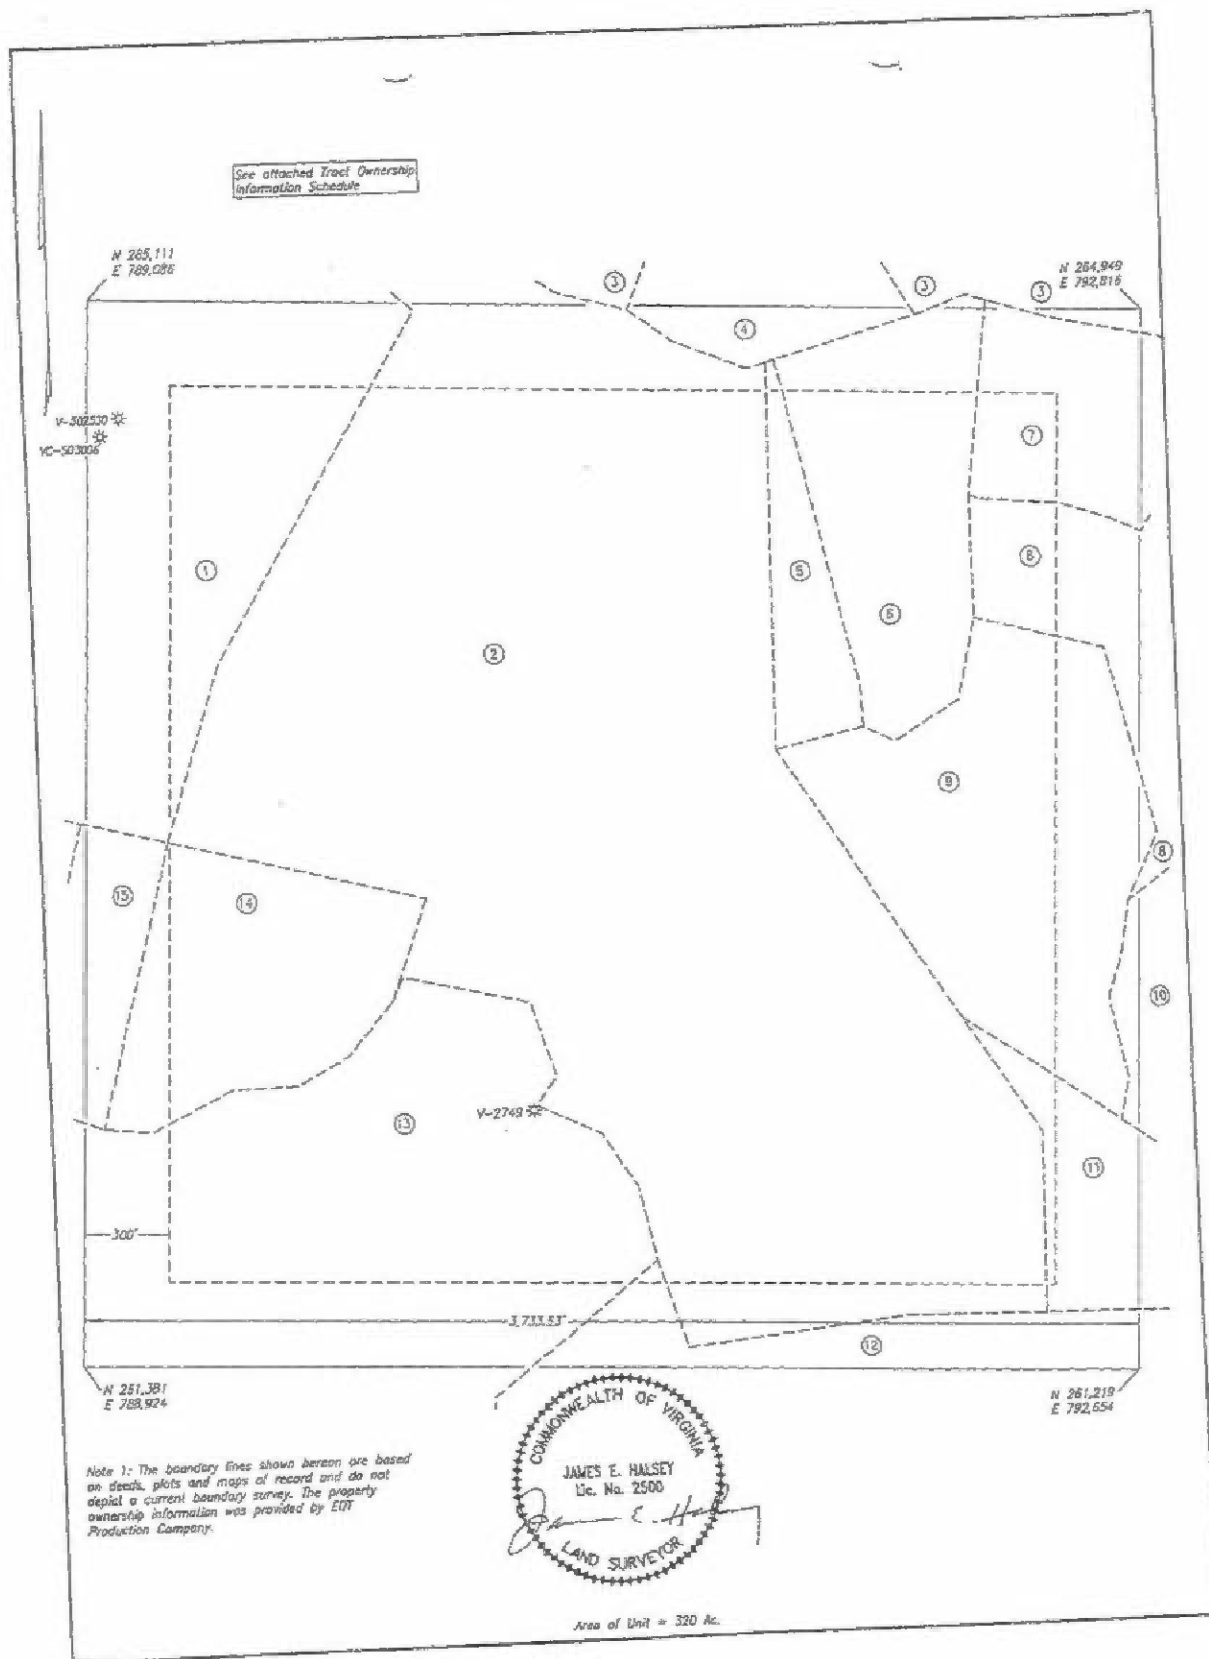 See attached Tract Ownership
Information Schedule
N 265,111
E 789,086
N 264,949
E 792,816
3
3
3
4
V-502530
VC-503006
7
1
5
8
6
2
9
8
15
14
10
V-2749
13
11
300'
3,733.53'
12
N 261,381
E 788,924
N 261,219
E 792,654
COMMONWEALTH OF VIRGINIA
JAMES E. HALSEY
Lic. No. 2500
LAND SURVEYOR
Note 1: The boundary lines shown hereon are based
on deeds, plots and maps of record and do not
depict a current boundary survey. The property
ownership information was provided by EQT
Production Company.
Area of Unit = 320 Ac.